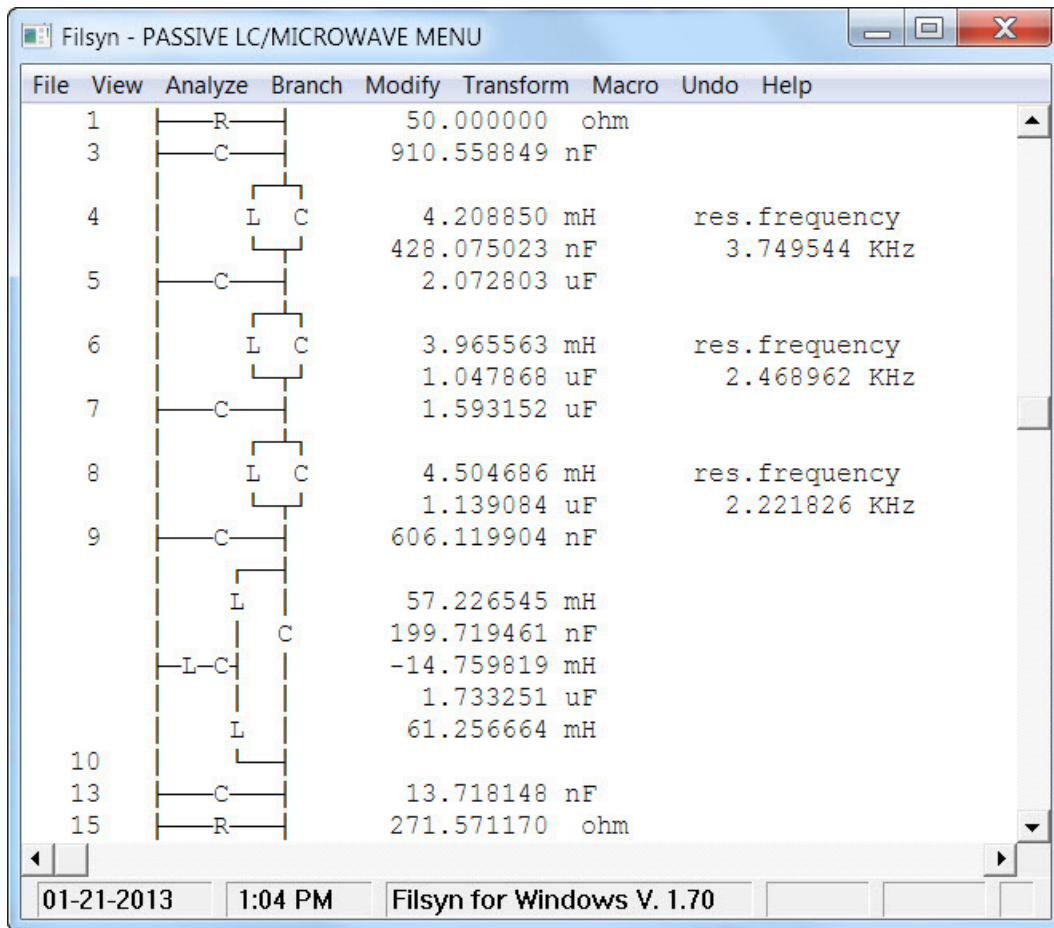 Filsyn - PASSIVE LC/MICROWAVE MENU
File View Analyze Branch Modify Transform Macro Undo Help
1 R 50.000000 ohm
3 C 910.558849 nF
4 L C 4.208850 mH res.frequency
428.075023 nF 3.749544 KHz
5 C 2.072803 uF
6 L C 3.965563 mH res.frequency
1.047868 uF 2.468962 KHz
7 C 1.593152 uF
8 L C 4.504686 mH res.frequency
1.139084 uF 2.221826 KHz
9 C 606.119904 nF
L 57.226545 mH
C 199.719461 nF
L C -14.759819 mH
1.733251 uF
L 61.256664 mH
10
13 C 13.718148 nF
15 R 271.571170 ohm
01-21-2013 1:04 PM Filsyn for Windows V. 1.70